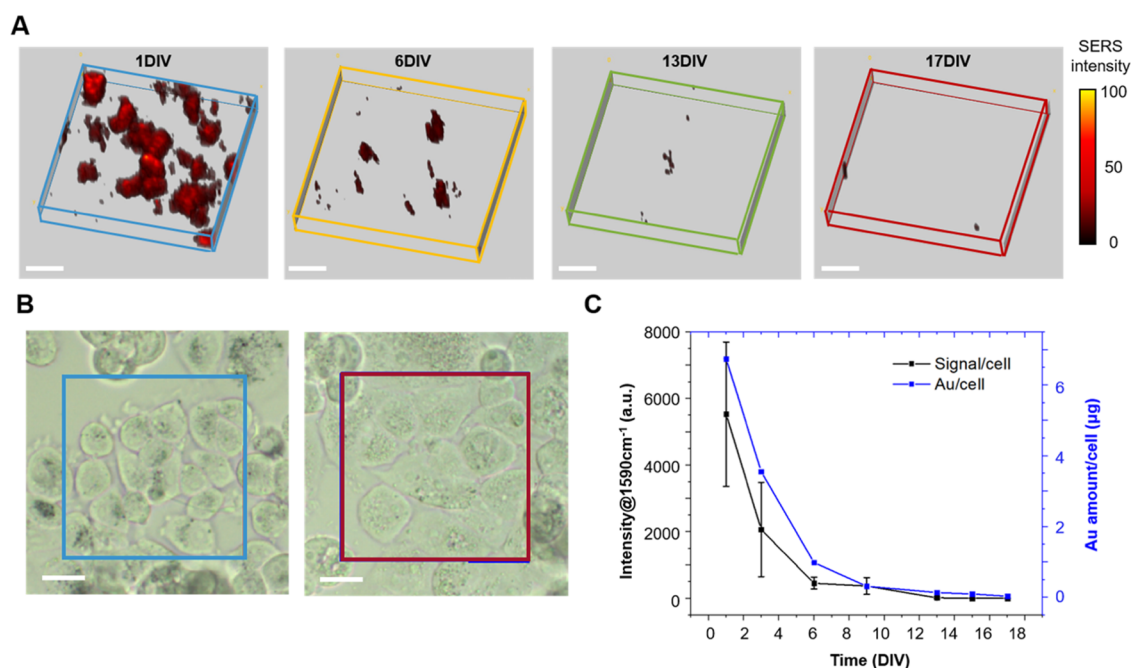 A
1DIV
6DIV
13DIV
17DIV
SERS
intensity
100
50
0
B
C
8000
6000
4000
2000
0
Intensity@1590cm⁻¹ (a.u.)
Signal/cell
Au/cell
6
4
2
0
Au amount/cell (µg)
0 2 4 6 8 10 12 14 16 18
Time (DIV)